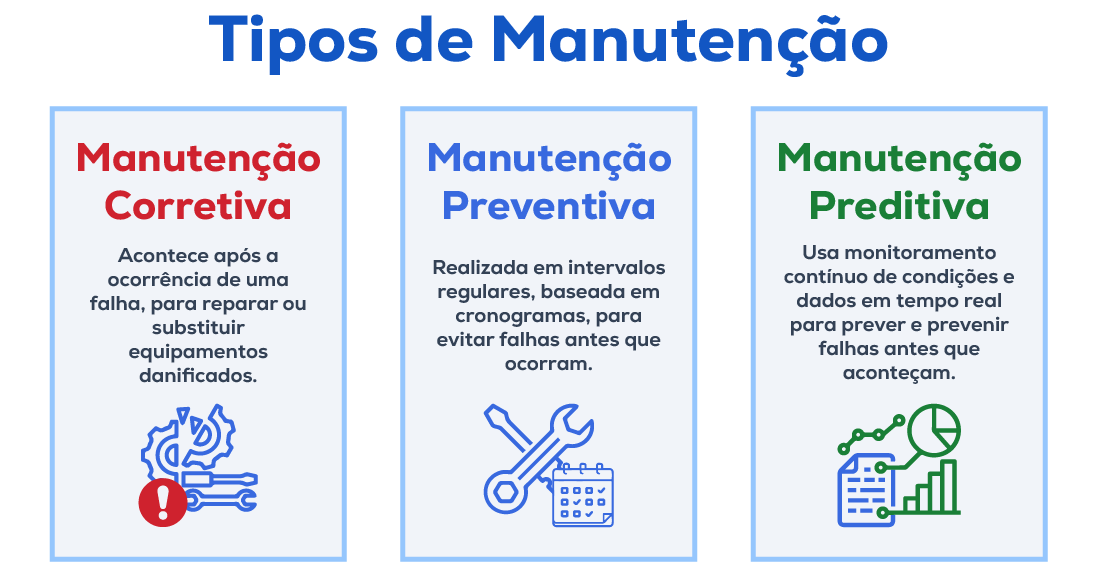 Tipos de Manutenção
Manutenção
Corretiva
Acontece após a
ocorrência de uma
falha, para reparar ou
substituir
equipamentos
danificados.
Manutenção
Preventiva
Realizada em intervalos
regulares, baseada em
cronogramas, para
evitar falhas antes que
ocorram.
Manutenção
Preditiva
Usa monitoramento
contínuo de condições e
dados em tempo real
para prever e prevenir
falhas antes que
aconteçam.